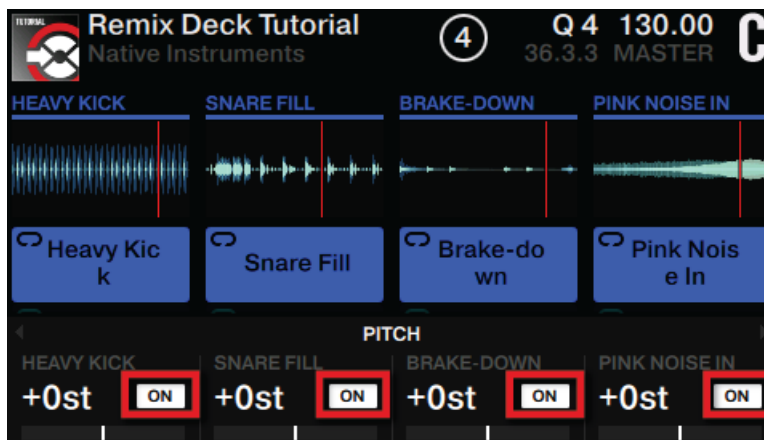 TUTORIAL
Remix Deck Tutorial
Native Instruments
4
Q 4 130.00
36.3.3 MASTER
C
HEAVY KICK SNARE FILL BRAKE-DOWN PINK NOISE IN
Heavy Kic
k
Snare Fill
Brake-do
wn
Pink Nois
e In
PITCH
HEAVY KICK SNARE FILL BRAKE-DOWN PINK NOISE IN
+0st ON +0st ON +0st ON +0st ON